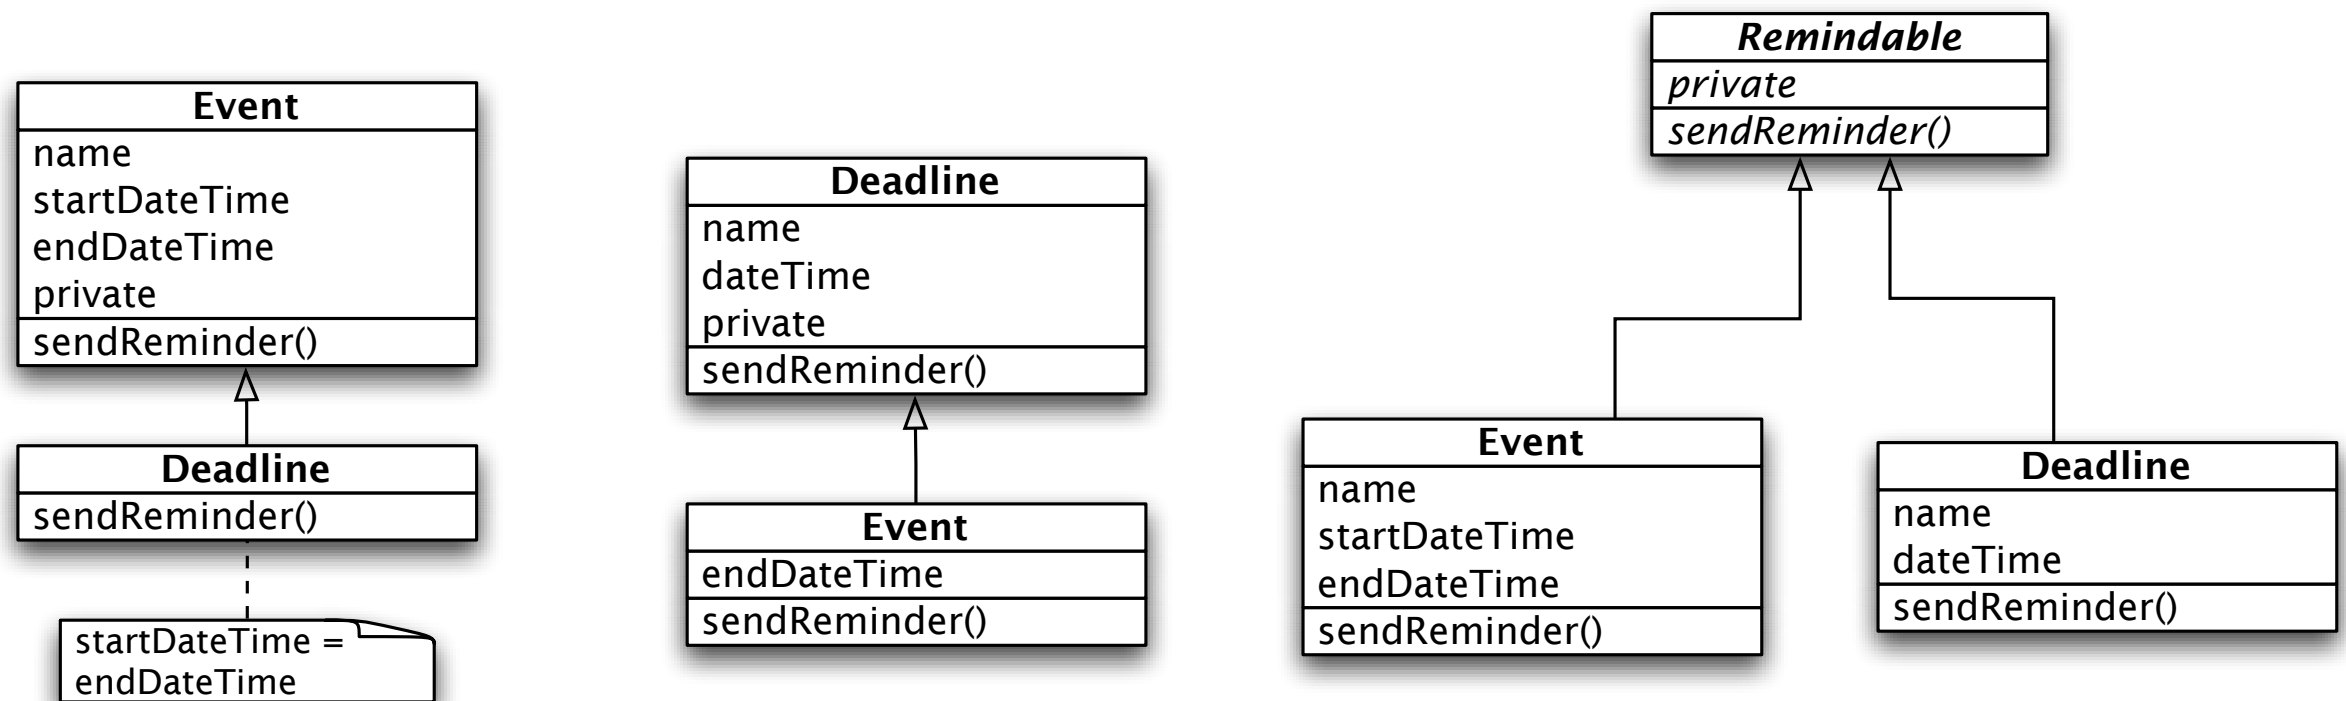 Event
name
startDateTime
endDateTime
private
sendReminder()
Deadline
sendReminder()
startDateTime =
endDateTime
Deadline
name
dateTime
private
sendReminder()
Event
endDateTime
sendReminder()
Remindable
private
sendReminder()
Event
name
startDateTime
endDateTime
sendReminder()
Deadline
name
dateTime
sendReminder()